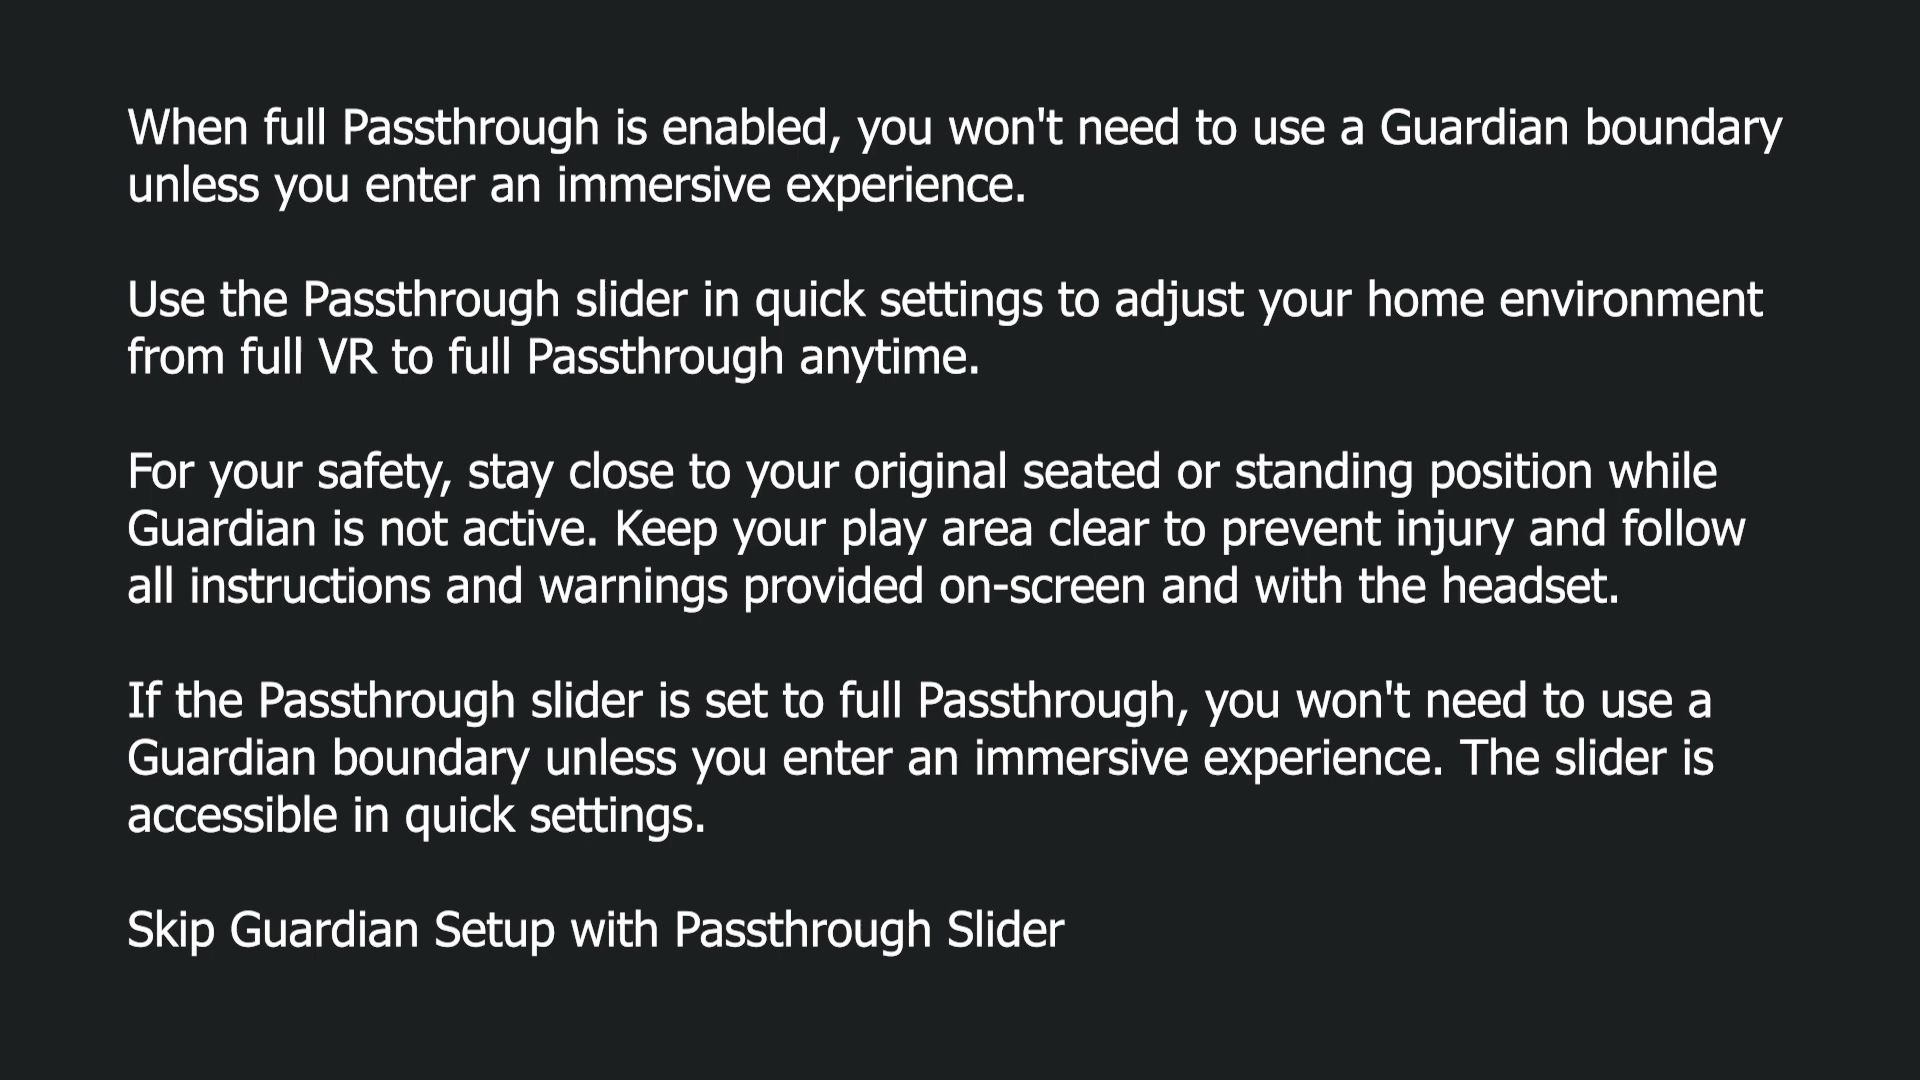 When full Passthrough is enabled, you won't need to use a Guardian boundary
unless you enter an immersive experience.
Use the Passthrough slider in quick settings to adjust your home environment
from full VR to full Passthrough anytime.
For your safety, stay close to your original seated or standing position while
Guardian is not active. Keep your play area clear to prevent injury and follow
all instructions and warnings provided on-screen and with the headset.
If the Passthrough slider is set to full Passthrough, you won't need to use a
Guardian boundary unless you enter an immersive experience. The slider is
accessible in quick settings.
Skip Guardian Setup with Passthrough Slider